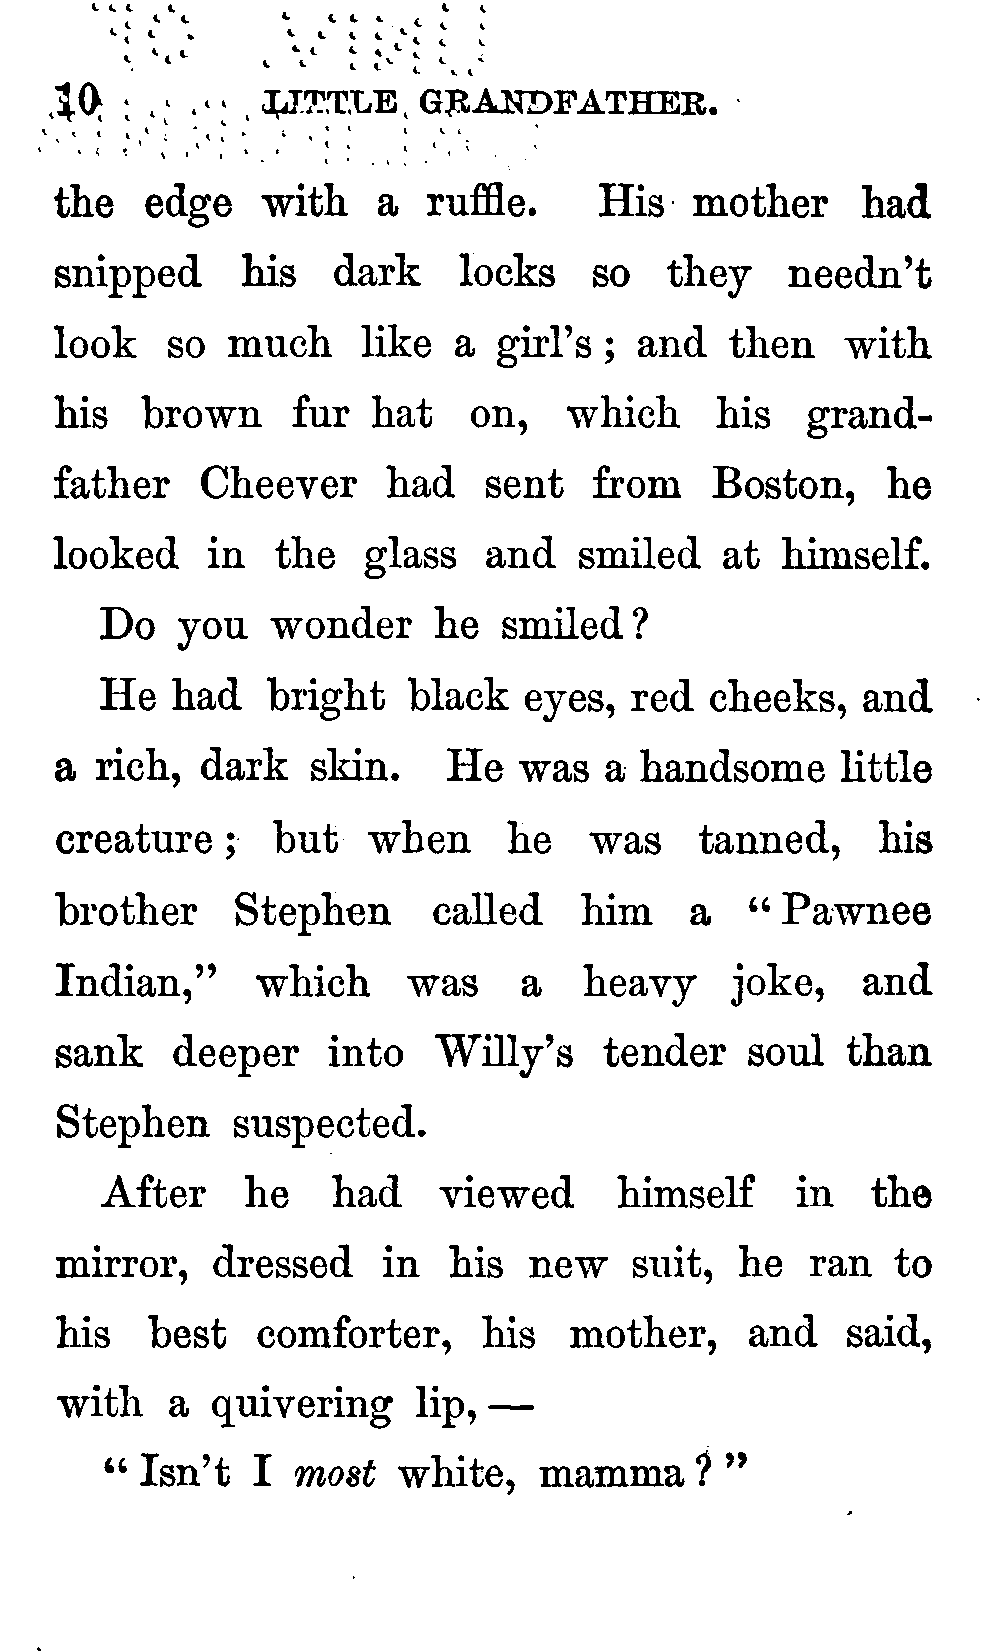 10 LITTLE GRANDFATHER.
the edge with a ruffle. His mother had
snipped his dark locks so they needn't
look so much like a girl's; and then with
his brown fur hat on, which his grand-
father Cheever had sent from Boston, he
looked in the glass and smiled at himself.
Do you wonder he smiled?
He had bright black eyes, red cheeks, and
a rich, dark skin. He was a handsome little
creature; but when he was tanned, his
brother Stephen called him a "Pawnee
Indian," which was a heavy joke, and
sank deeper into Willy's tender soul than
Stephen suspected.
After he had viewed himself in the
mirror, dressed in his new suit, he ran to
his best comforter, his mother, and said,
with a quivering lip,—
"Isn't I most white, mamma?"